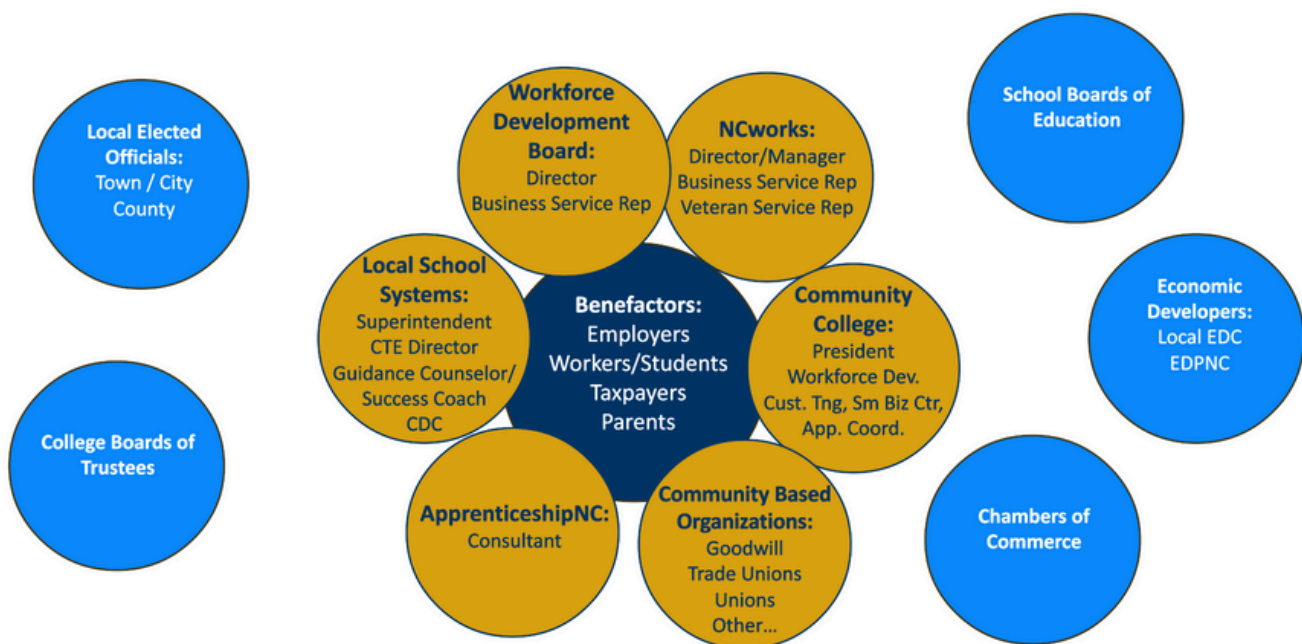 Local Elected
Officials:
Town / City
County
College Boards of
Trustees
Workforce
Development
Board:
Director
Business Service Rep
NCworks:
Director/Manager
Business Service Rep
Veteran Service Rep
Local School
Systems:
Superintendent
CTE Director
Guidance Counselor/
Success Coach
CDC
Benefactors:
Employers
Workers/Students
Taxpayers
Parents
Community
College:
President
Workforce Dev.
Cust. Tng, Sm Biz Ctr,
App. Coord.
ApprenticeshipNC:
Consultant
Community Based
Organizations:
Goodwill
Trade Unions
Unions
Other...
School Boards of
Education
Economic
Developers:
Local EDC
EDPNC
Chambers of
Commerce